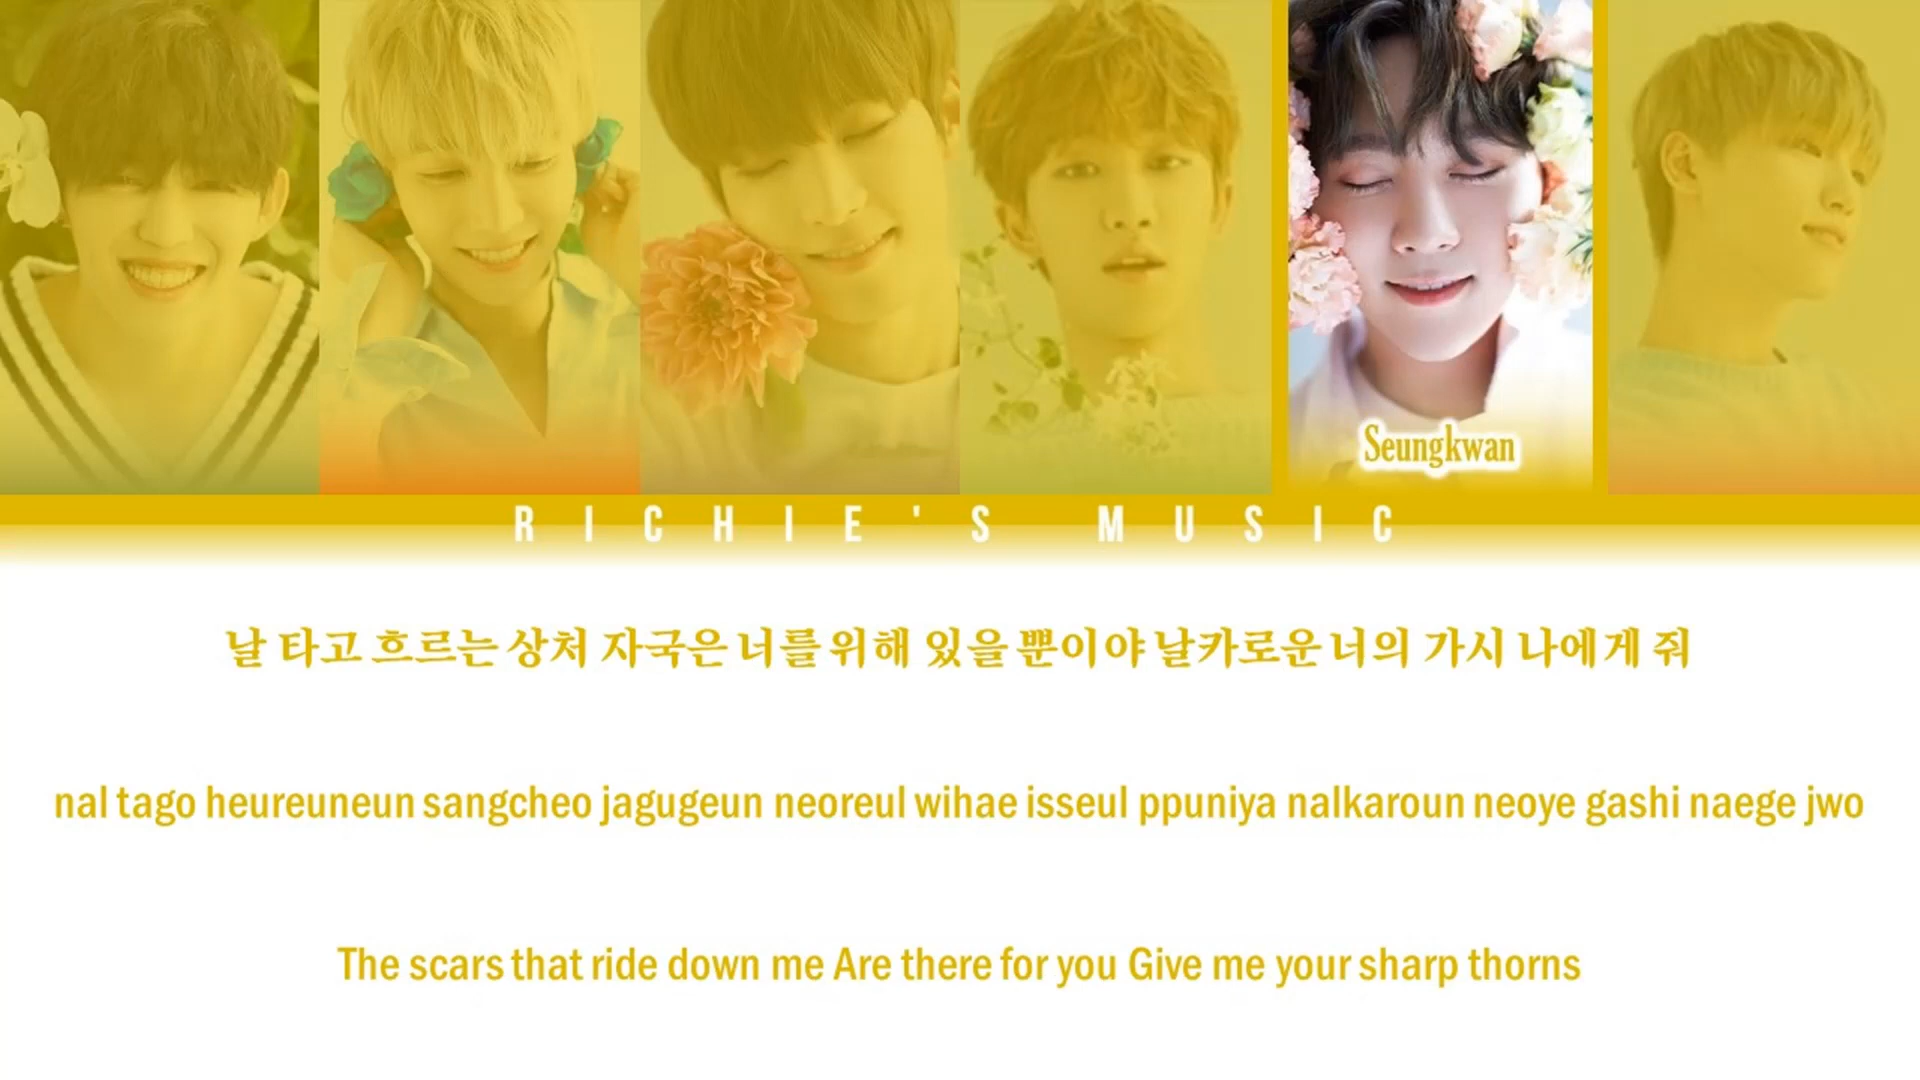 Seungkwan
RICHIE'S MUSIC
날 타고 흐르는 상처 자국은 너를 위해 있을 뿐이야 날카로운 너의 가시 나에게 줘
nal tago heureuneun sangcheo jagugeun neoreul wihae isseul ppuniya nalkaroun neoye gashi naege jwo
The scars that ride down me Are there for you Give me your sharp thorns